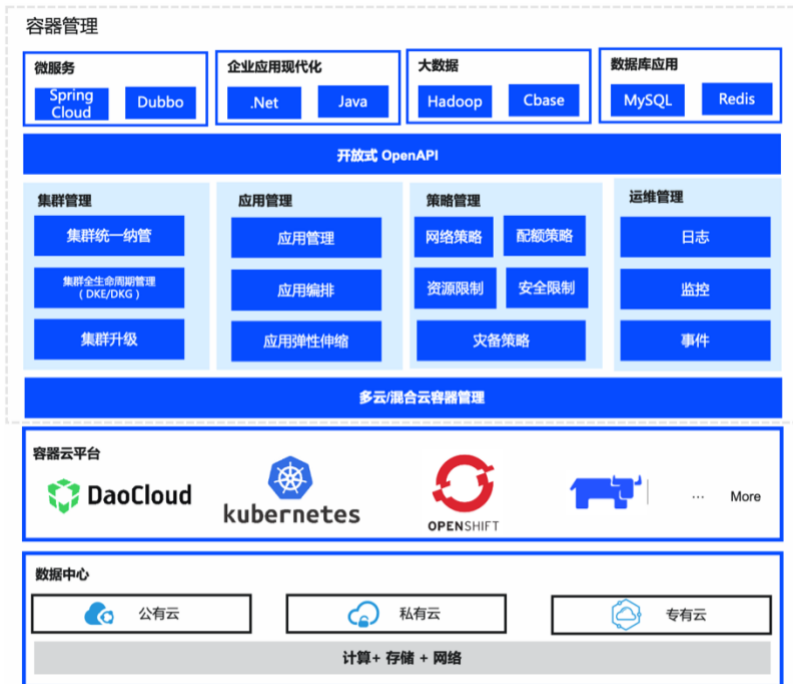 容器管理
微服务
企业应用现代化
大数据
数据库应用
Spring
Cloud
Dubbo
.Net
Java
Hadoop
Cbase
MySQL
Redis
开放式 OpenAPI
集群管理
应用管理
策略管理
运维管理
集群统一纳管
应用管理
网络策略
配额策略
日志
集群全生命周期管理
（DKE/DKG）
应用编排
资源限制
安全限制
监控
集群升级
应用弹性伸缩
灾备策略
事件
多云/混合云容器管理
容器云平台
DaoCloud
kubernetes
OPENSHIFT
... More
数据中心
公有云
私有云
专有云
计算+ 存储 + 网络